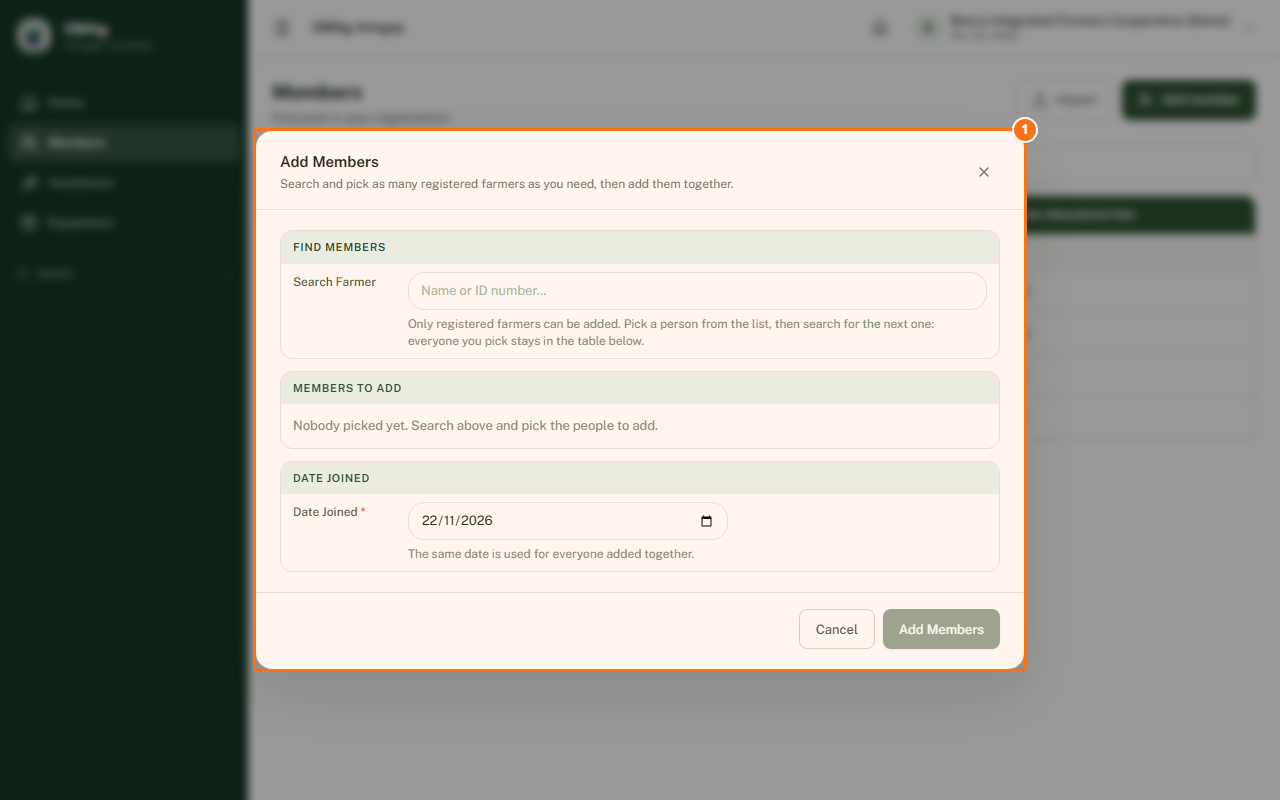 Members
Add member
1
Add Members
Search and pick as many registered farmers as you need, then add them together.
FIND MEMBERS
Search Farmer
Name or ID number...
Only registered farmers can be added. Pick a person from the list, then search for the next one:
everyone you pick stays in the table below.
MEMBERS TO ADD
Nobody picked yet. Search above and pick the people to add.
DATE JOINED
Date Joined *
22/11/2026
The same date is used for everyone added together.
Cancel
Add Members